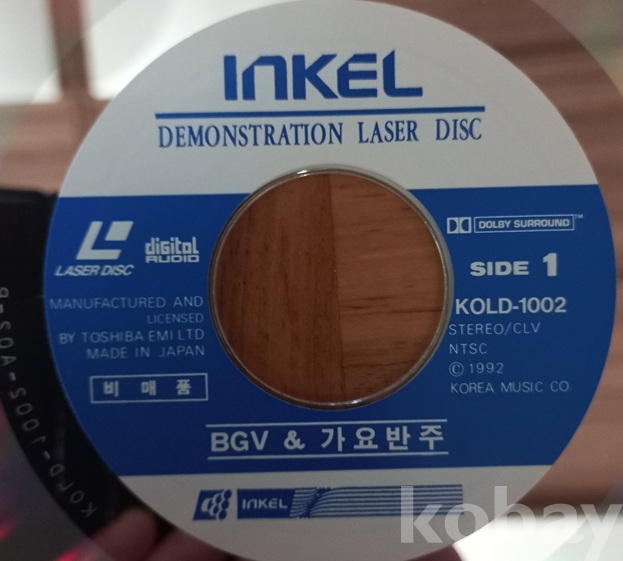 INKEL
DEMONSTRATION LASER DISC
LASER DISC
digital
AUDIO
DOLBY SURROUND™
SIDE 1
MANUFACTURED AND
LICENSED
BY TOSHIBA EMI LTD
MADE IN JAPAN
KOLD-1002
STEREO/CLV
NTSC
©1992
KOREA MUSIC CO.
비매품
BGV & 가요반주
INKEL
kobay